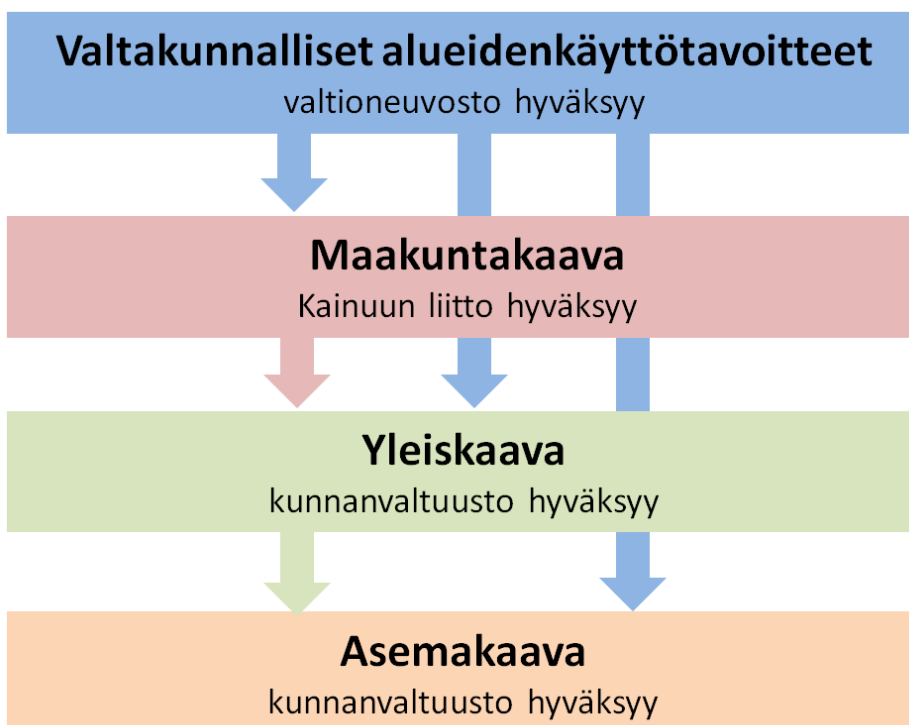 Valtakunnalliset alueidenkäyttötavoitteet
valtioneuvosto hyväksyy
Maakuntakaava
Kainuun liitto hyväksyy
Yleiskaava
kunnanvaltuusto hyväksyy
Asemakaava
kunnanvaltuusto hyväksyy